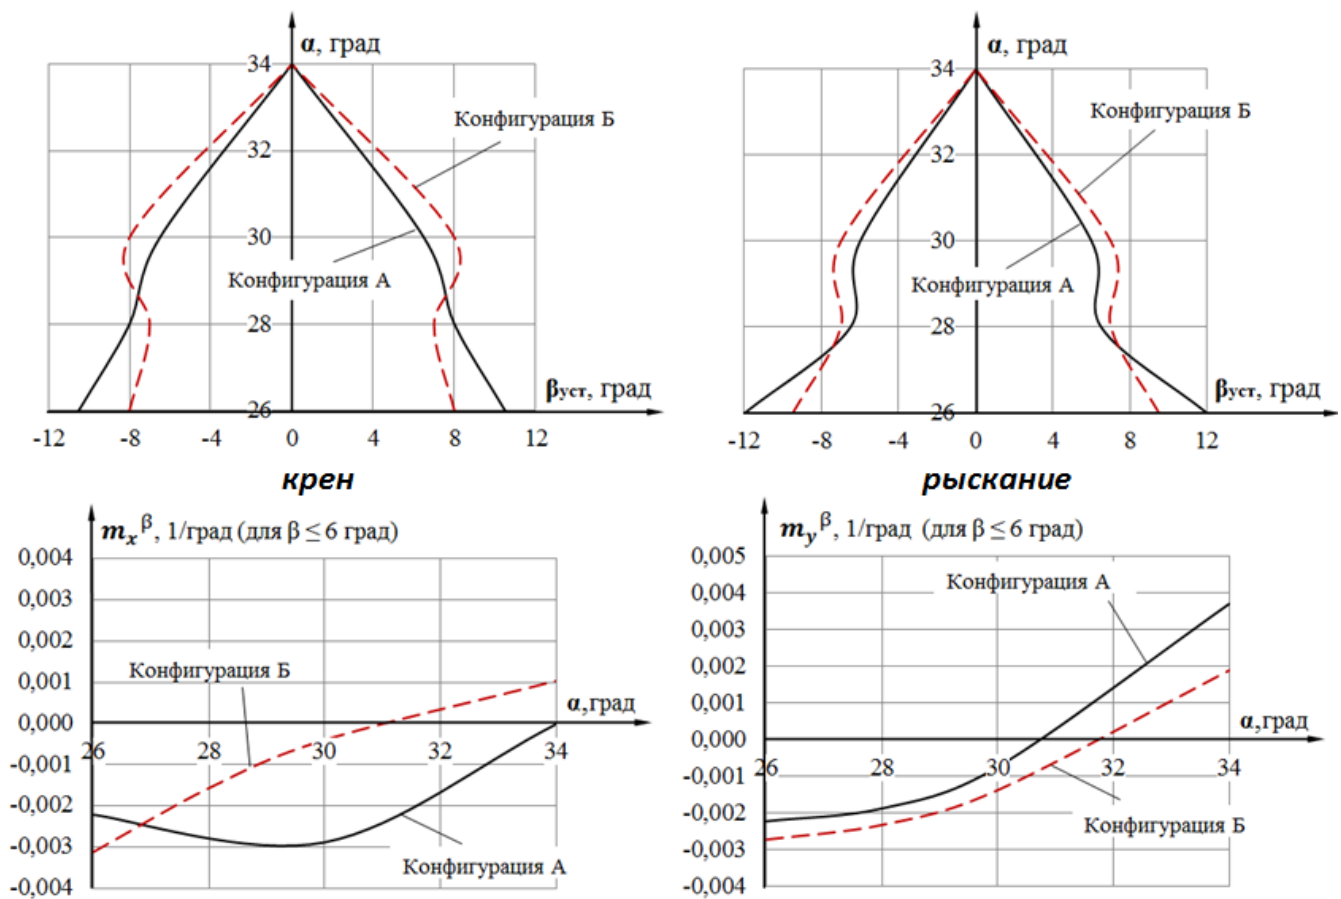 α, град
34
Конфигурация Б
32
30
Конфигурация А
28
βуст, град
26
-12 -8 -4 0 4 8 12
крен
α, град
34
Конфигурация Б
32
30
Конфигурация А
28
βуст, град
26
-12 -8 -4 0 4 8 12
рыскание
mₓᵝ, 1/град (для β ≤ 6 град)
0,004
0,003
0,002
Конфигурация Б
0,001
α,град
0,000
26 28 30 32 34
-0,001
-0,002
-0,003
Конфигурация А
-0,004
m_yᵝ, 1/град (для β ≤ 6 град)
0,005
Конфигурация А
0,004
0,003
0,002
0,001
α,град
0,000
26 28 30 32 34
-0,001
-0,002
Конфигурация Б
-0,003
-0,004